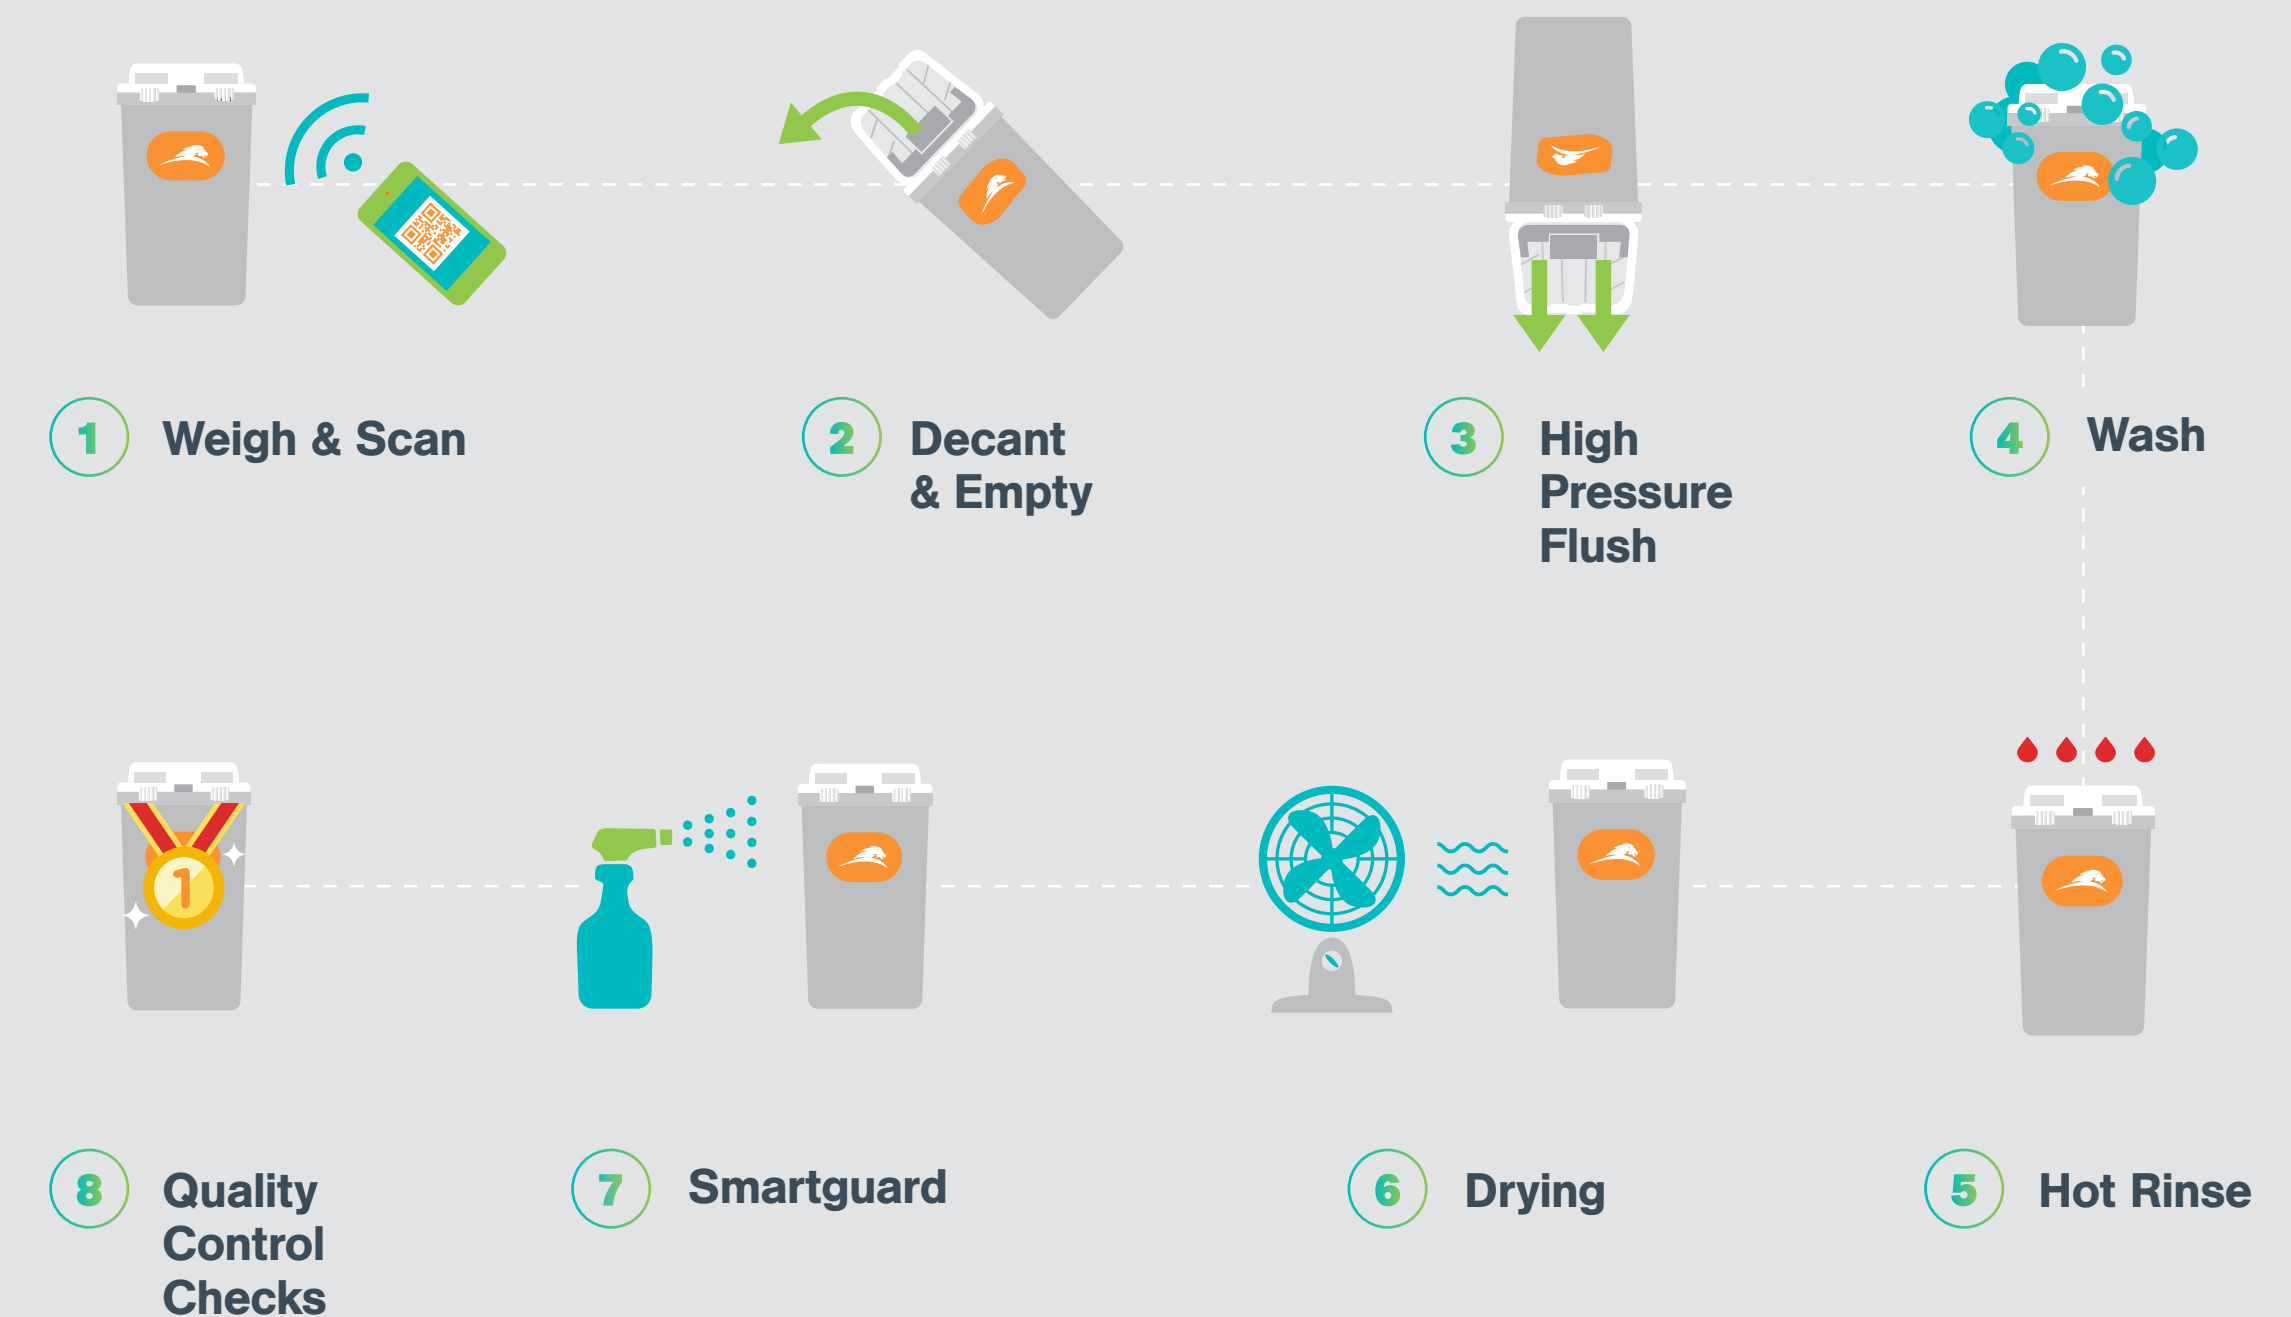 1 Weigh & Scan
2 Decant
& Empty
3 High
Pressure
Flush
4 Wash
1
8 Quality
Control
Checks
7 Smartguard
6 Drying
5 Hot Rinse